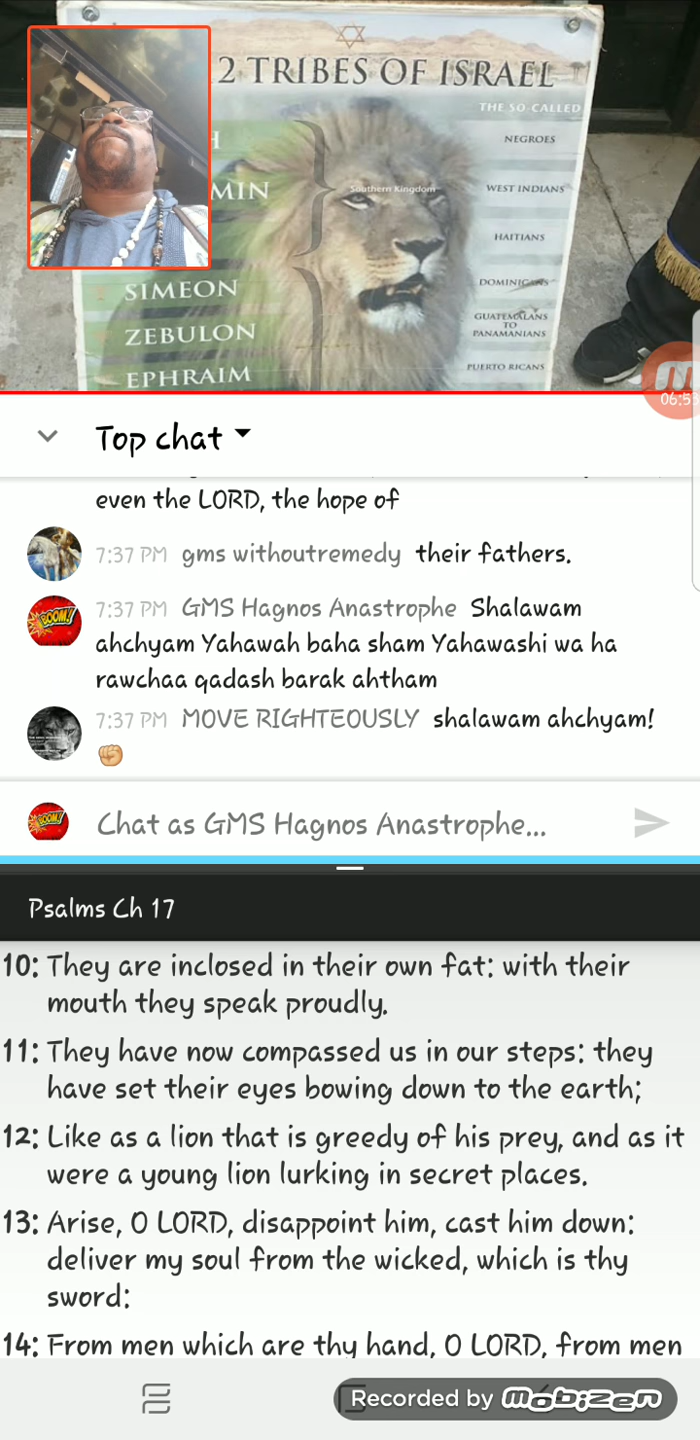 2 TRIBES OF ISRAEL
THE SO-CALLED
H
NEGROES
MIN
Southern Kingdom
WEST INDIANS
HAITIANS
SIMEON
DOMINICANS
ZEBULON
GUATEMALANS
TO
PANAMANIANS
EPHRAIM
PUERTO RICANS
06:53
Top chat
even the LORD, the hope of
7:37 PM gms withoutremedy their fathers.
BOOM!
7:37 PM GMS Hagnos Anastrophe Shalawam
ahchyam Yahawah baha sham Yahawashi wa ha
rawchaa qadash barak ahtham
7:37 PM MOVE RIGHTEOUSLY shalawam ahchyam!
BOOM!
Chat as GMS Hagnos Anastrophe...
Psalms Ch 17
10: They are inclosed in their own fat: with their
mouth they speak proudly.
11: They have now compassed us in our steps: they
have set their eyes bowing down to the earth;
12: Like as a lion that is greedy of his prey, and as it
were a young lion lurking in secret places.
13: Arise, O LORD, disappoint him, cast him down:
deliver my soul from the wicked, which is thy
sword:
14: From men which are thy hand, O LORD, from men
Recorded by mobizen